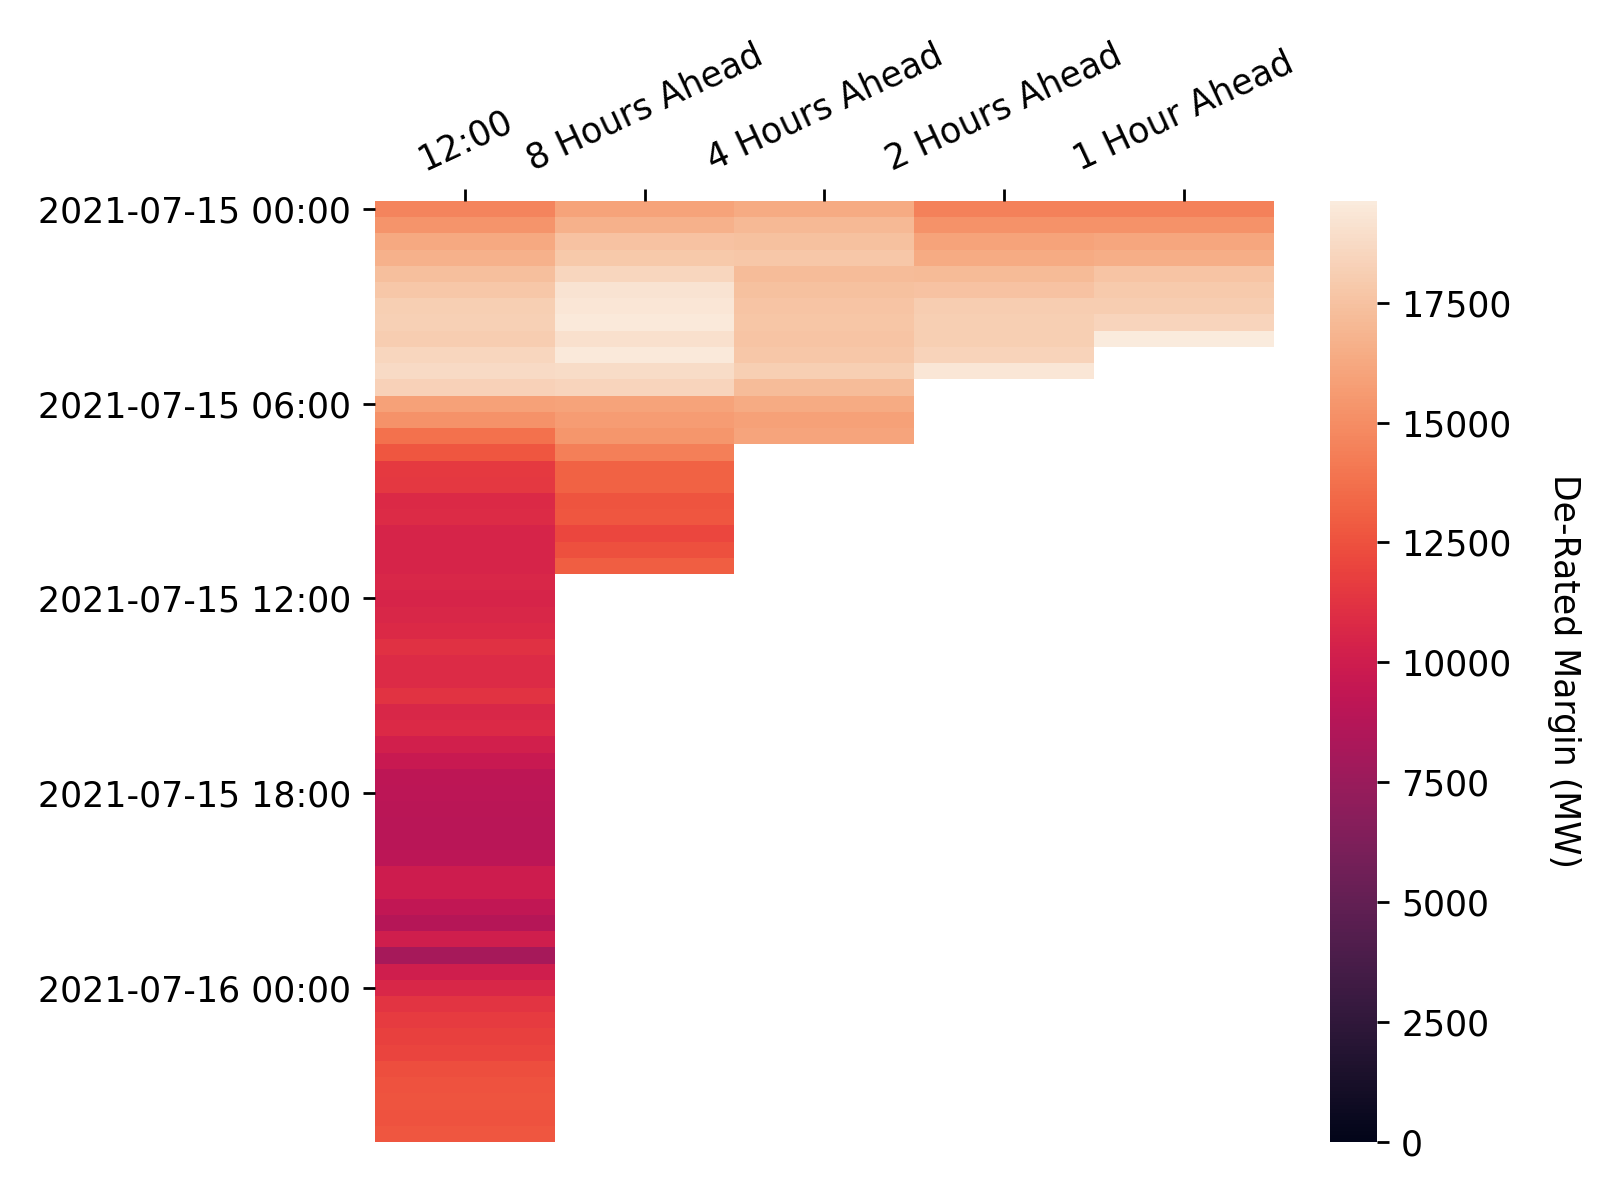 12:00
8 Hours Ahead
4 Hours Ahead
2 Hours Ahead
1 Hour Ahead
2021-07-15 00:00
2021-07-15 06:00
2021-07-15 12:00
2021-07-15 18:00
2021-07-16 00:00
17500
15000
12500
10000
7500
5000
2500
0
De-Rated Margin (MW)